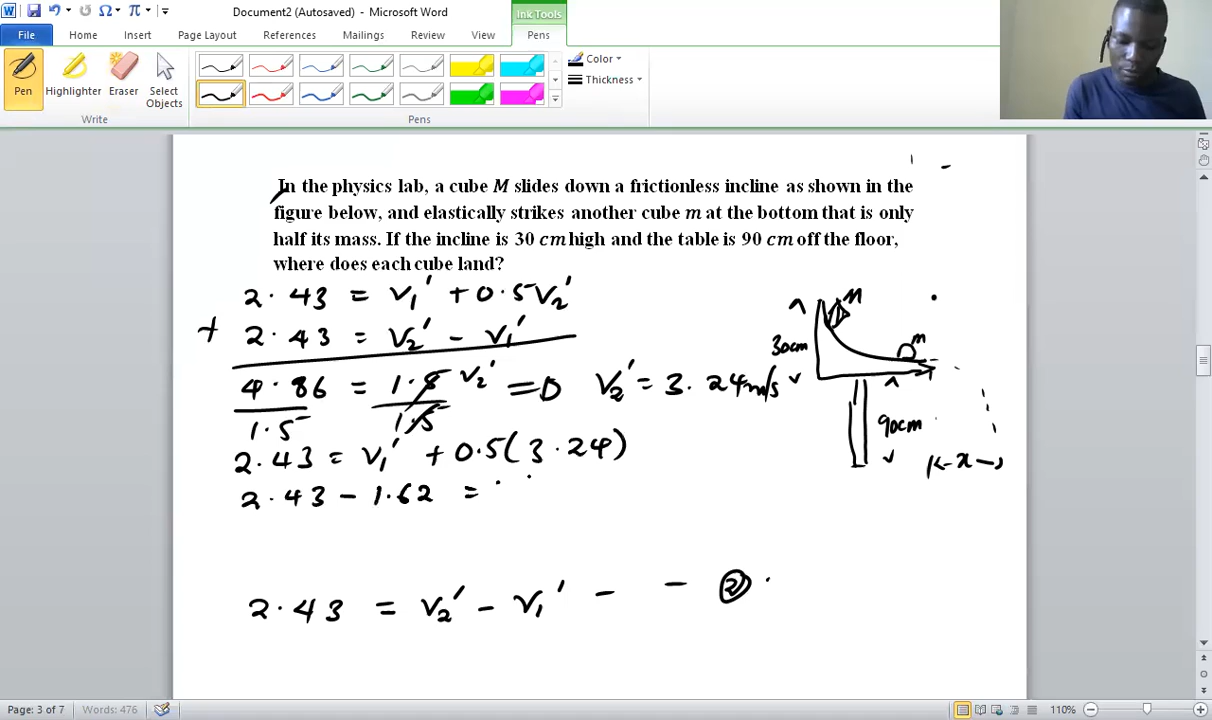 Document2 (Autosaved) - Microsoft Word
Ink Tools
File Home Insert Page Layout References Mailings Review View Pens
Pen Highlighter Eraser Select Objects
Color
Thickness
Write
Pens
In the physics lab, a cube M slides down a frictionless incline as shown in the
figure below, and elastically strikes another cube m at the bottom that is only
half its mass. If the incline is 30 cm high and the table is 90 cm off the floor,
where does each cube land?
2.43 = V₁' + 0.5V₂'
+ 2.43 = V₂' - V₁'
4.86 = 1.5 V₂' = 0 V₂' = 3.24m/s
1.5 1.5
2.43 = V₁' + 0.5(3.24)
2.43 - 1.62 =
2.43 = V₂' - V₁' - - ②
M
m
30cm
90cm
x
Page: 3 of 7 Words: 476 110%